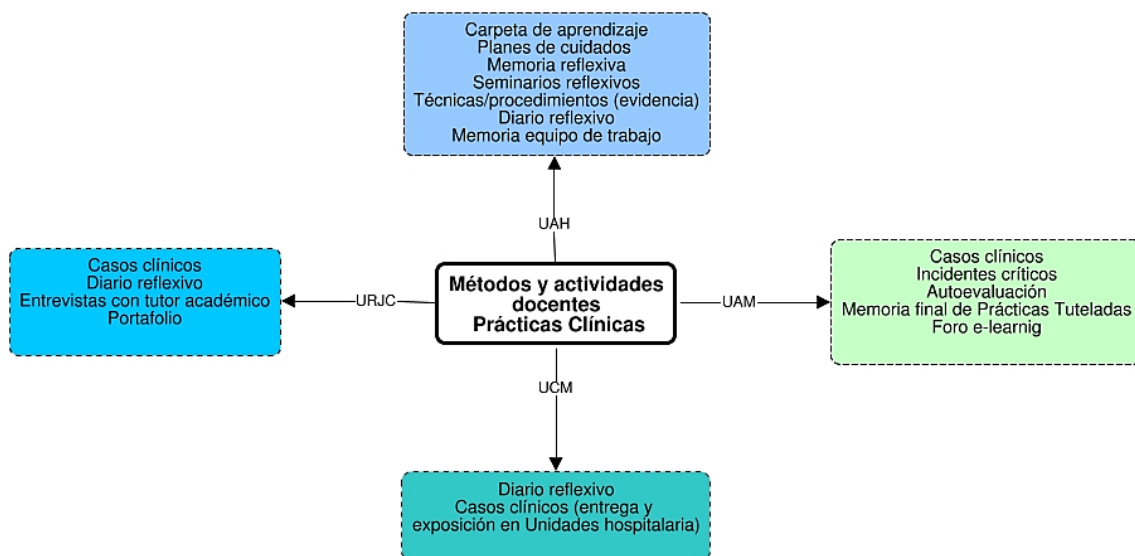 Carpeta de aprendizaje
Planes de cuidados
Memoria reflexiva
Seminarios reflexivos
Técnicas/procedimientos (evidencia)
Diario reflexivo
Memoria equipo de trabajo
UAH
Casos clínicos
Diario reflexivo
Entrevistas con tutor académico
Portafolio
URJC
Métodos y actividades
docentes
Prácticas Clínicas
UAM
Casos clínicos
Incidentes críticos
Autoevaluación
Memoria final de Prácticas Tuteladas
Foro e-learnig
UCM
Diario reflexivo
Casos clínicos (entrega y
exposición en Unidades hospitalaria)